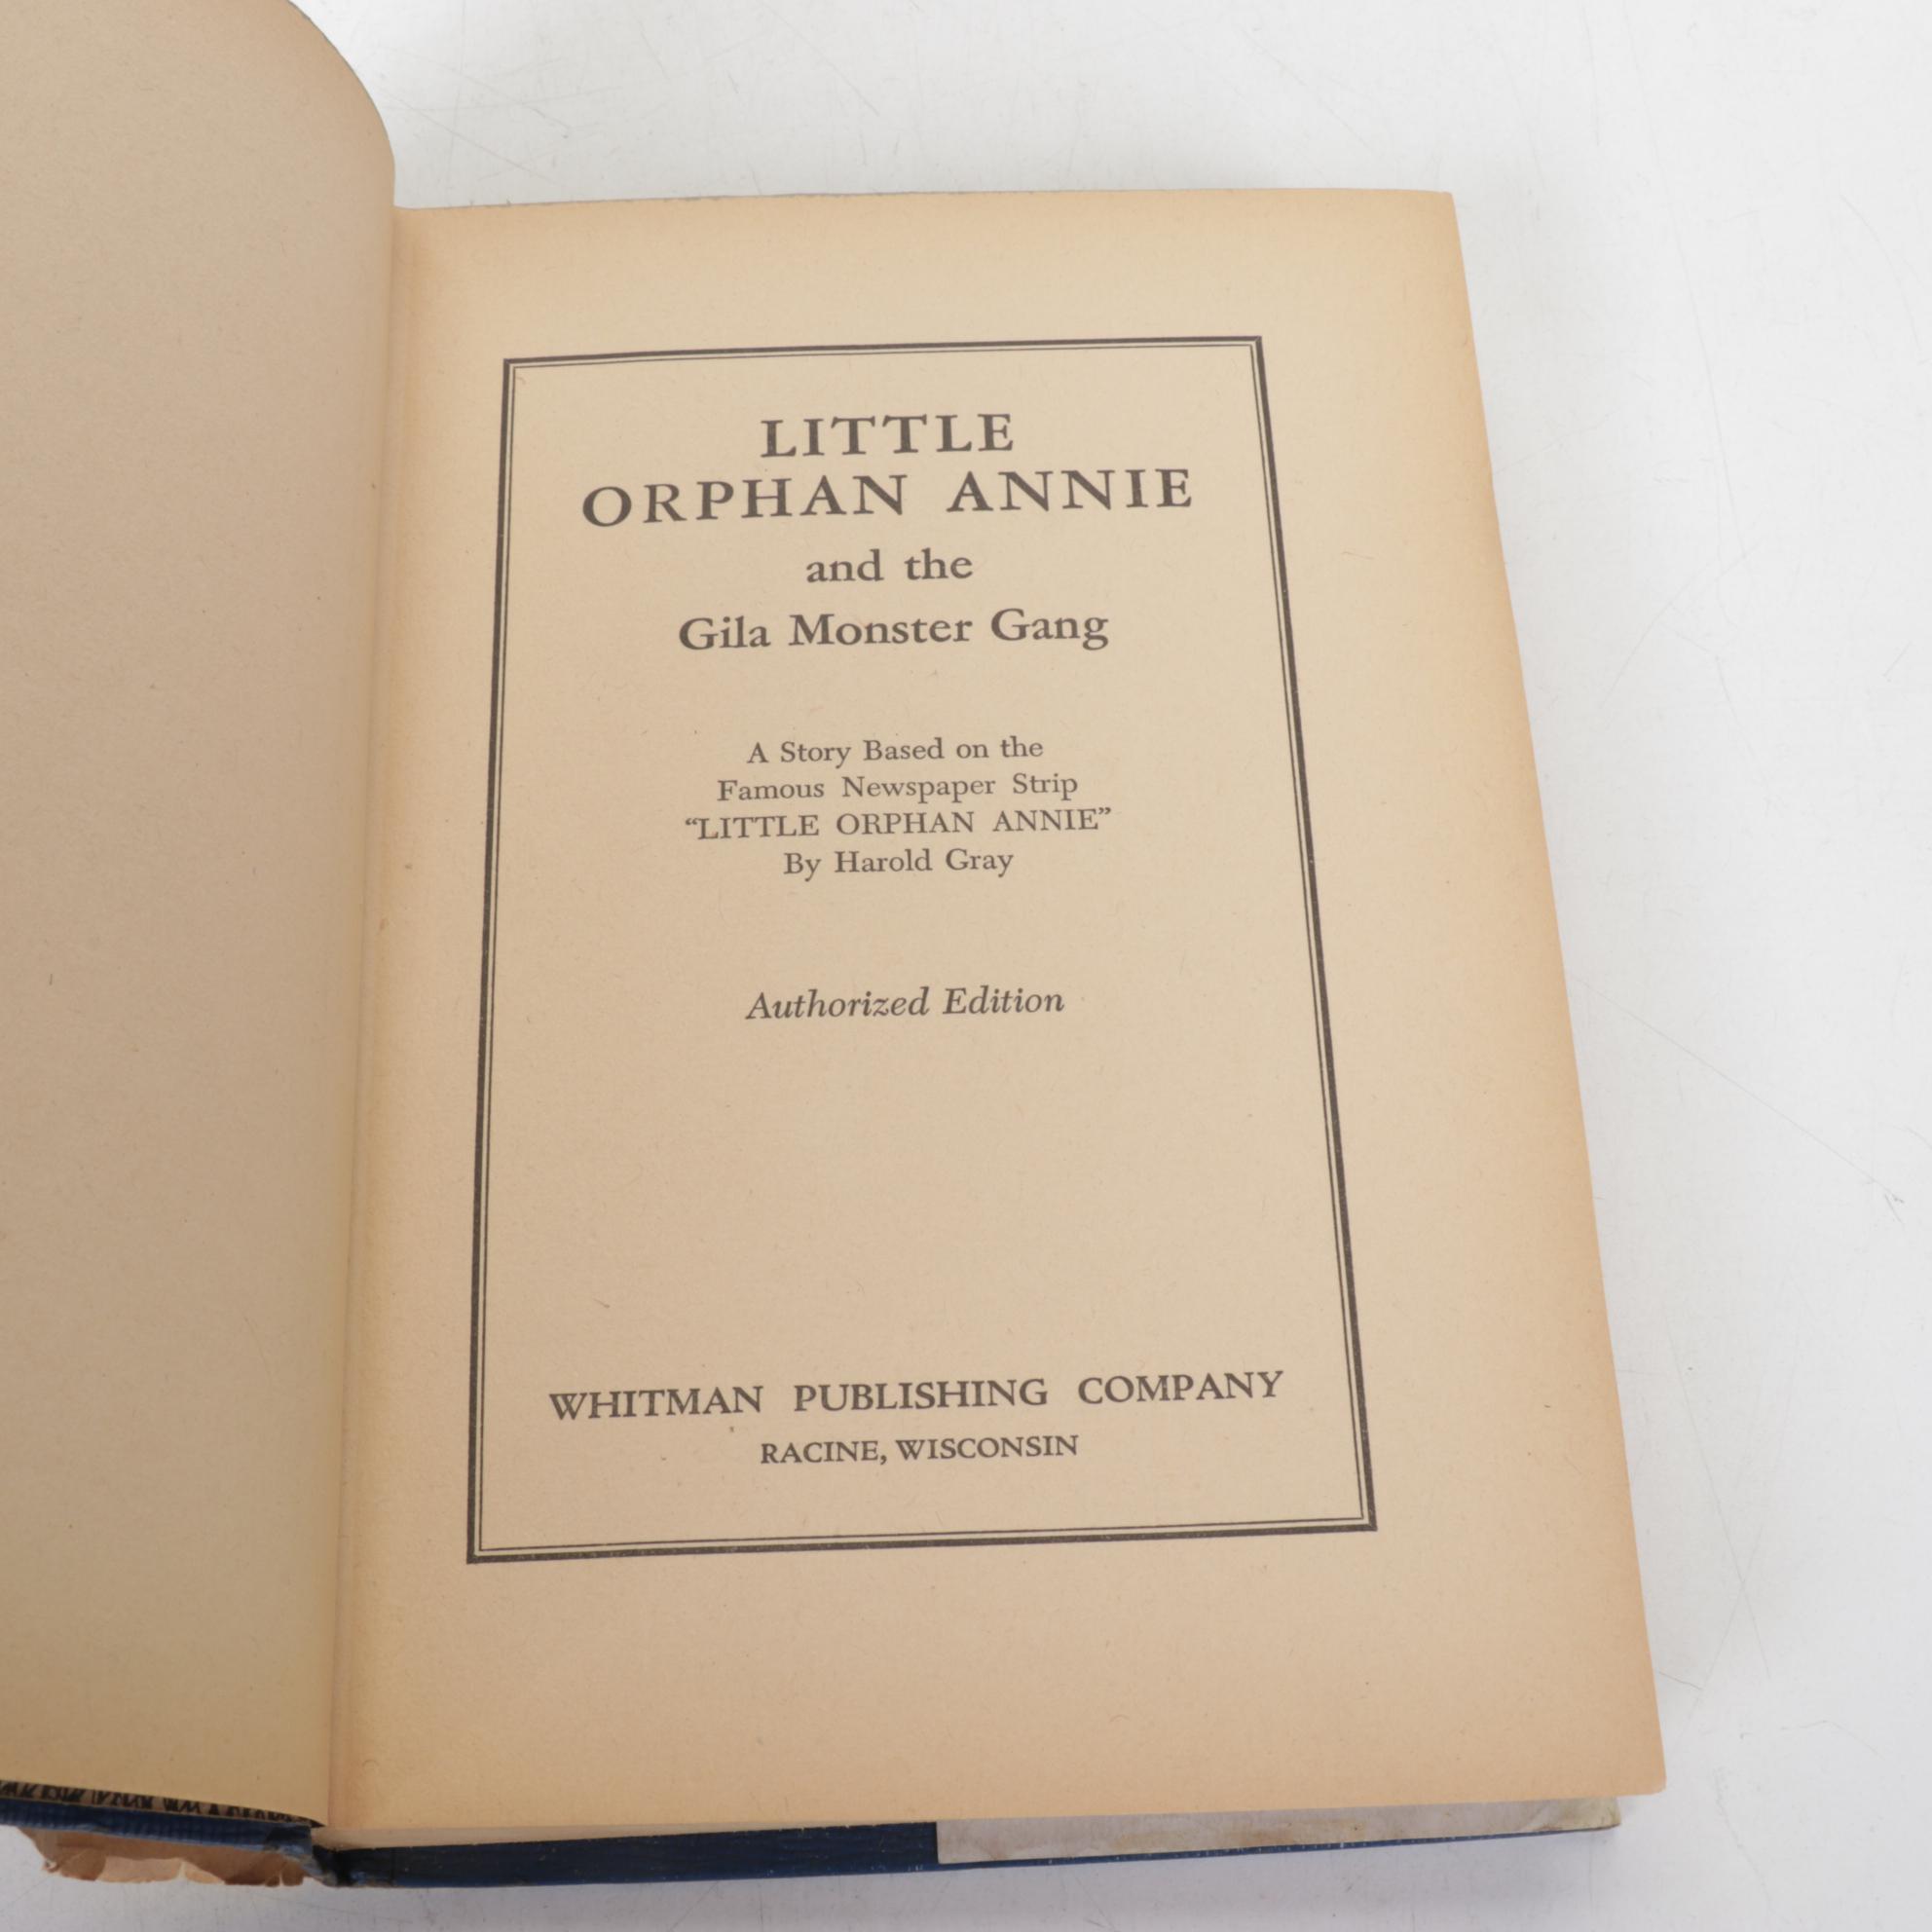 LITTLE
ORPHAN ANNIE
and the
Gila Monster Gang
A Story Based on the
Famous Newspaper Strip
“LITTLE ORPHAN ANNIE”
By Harold Gray
Authorized Edition
WHITMAN PUBLISHING COMPANY
RACINE, WISCONSIN